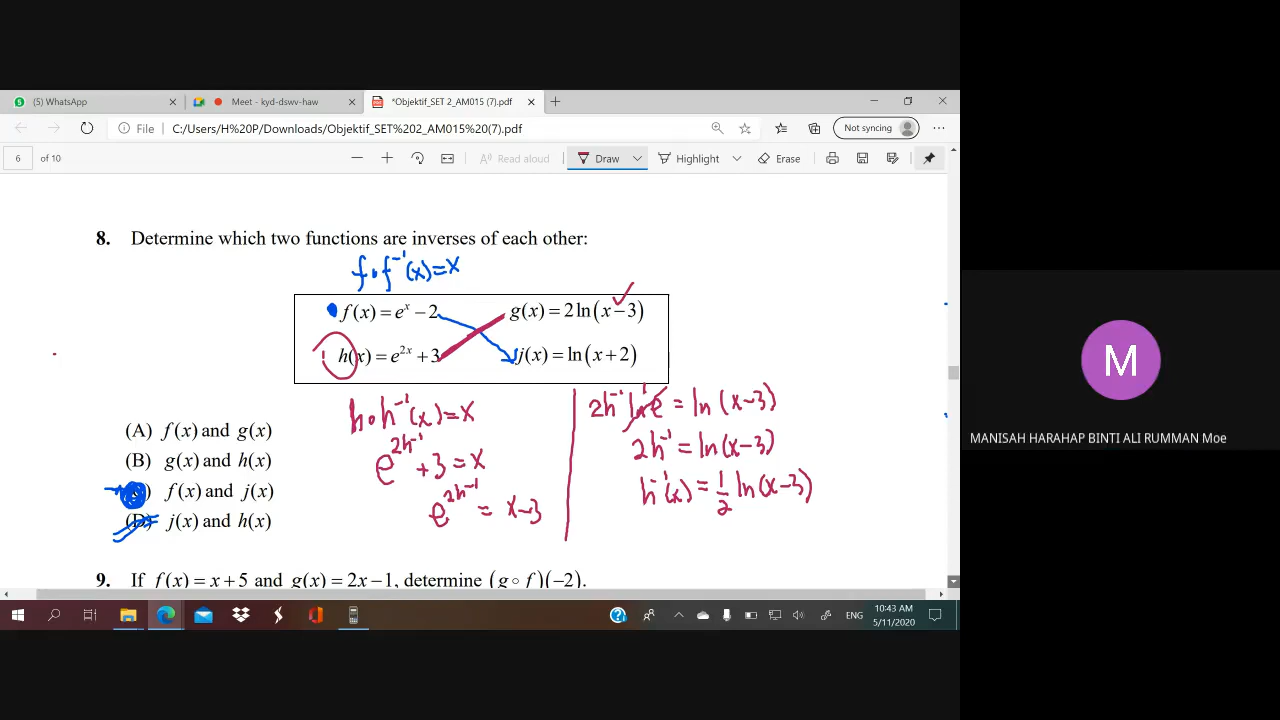 (5) WhatsApp
Meet - kyd-dswv-haw
*Objektif_SET 2_AM015 (7).pdf
File C:/Users/H%20P/Downloads/Objektif_SET%202_AM015%20(7).pdf
Not syncing
6 of 10
Read aloud
Draw
Highlight
Erase
8. Determine which two functions are inverses of each other:
f∘f⁻¹(x)=x
f(x) = eˣ − 2 g(x) = 2 ln(x − 3)
h(x) = e²ˣ + 3 j(x) = ln(x + 2)
h∘h⁻¹(x)=x
e^(2h⁻¹) + 3 = x
e^(2h⁻¹) = x−3
2h⁻¹ ln e = ln(x−3)
2h⁻¹ = ln(x−3)
h⁻¹(x) = 1/2 ln(x−3)
(A) f(x) and g(x)
(B) g(x) and h(x)
f(x) and j(x)
(D) j(x) and h(x)
9. If f(x) = x + 5 and g(x) = 2x − 1, determine (g ∘ f)(−2).
ENG
10:43 AM
5/11/2020
M
MANISAH HARAHAP BINTI ALI RUMMAN Moe